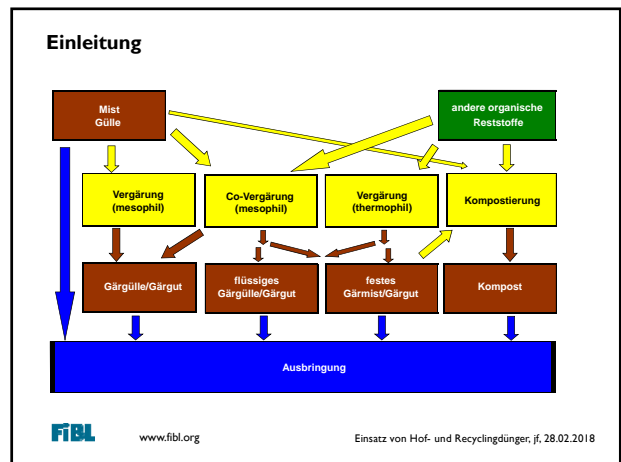 Einleitung
Mist
Gülle
andere organische
Reststoffe
Vergärung
(mesophil)
Co-Vergärung
(mesophil)
Vergärung
(thermophil)
Kompostierung
Gärgülle/Gärgut
flüssiges
Gärgülle/Gärgut
festes
Gärmist/Gärgut
Kompost
Ausbringung
FiBL
www.fibl.org
Einsatz von Hof- und Recyclingdünger, jf, 28.02.2018